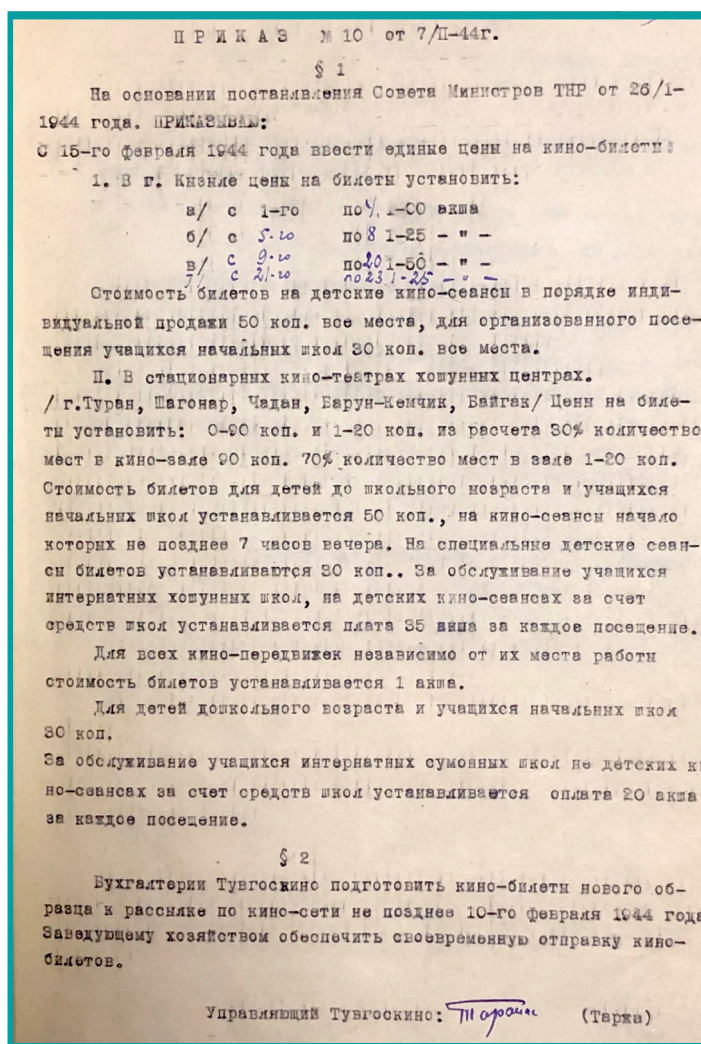 ПРИКАЗ № 10 от 7/П-44г.
§ 1
На основании постанлвления Совета Министров ТНР от 26/1-
1944 года. ПРИКАЗЫВАЮ:
С 15-го февраля 1944 года ввести единые цены на кино-билеты:
1. В г. Кызыле цены на билеты установить:
а/ с 1-го по 4, 1-00 акша
б/ с 5-го по 8 1-25 - " -
в/ с 9-го по 20 1-50 - " -
с 21-го по 23 1-25 - " -
Стоимость билетов на детские кино-сеансы в порядке инди-
видуальной продажи 50 коп. все места, для организованного посе-
щения учащихся начальных школ 30 коп. все места.
П. В стационарных кино-театрах хошунных центрах.
/ г.Туран, Шагонар, Чадан, Барун-Кемчик, Байгак/ Цены на биле-
ты установить: 0-90 коп. и 1-20 коп. из расчета 30% количество
мест в кино-зале 90 коп. 70% количество мест в зале 1-20 коп.
Стоимость билетов для детей до школьного возраста и учащихся
начальных школ устанавливается 50 коп., на кино-сеансы начало
которых не позднее 7 часов вечера. На специальные детские сеан-
сы билетов устанавливаются 30 коп.. За обслуживание учащихся
интернатных хошунных школ, на детских кино-сеансах за счет
средств школ устанавливается плата 35 акша за каждое посещение.
Для всех кино-передвижек независимо от их места работы
стоимость билетов устанавливается 1 акша.
Для детей дошкольного возраста и учащихся начальных школ
30 коп.
За обслуживание учащихся интернатных сумонных школ не детских ки
но-сеансах за счет средств школ устанавливается оплата 20 акша
за каждое посещение.
§ 2
Бухгалтерии Тувгоскино подготовить кино-билеты нового об-
разца к рассылке по кино-сети не позднее 10-го февраля 1944 года
Заведующему хозяйством обеспечить своевременную отправку кино-
билетов.
Управляющий Тувгоскино: (Таржа)